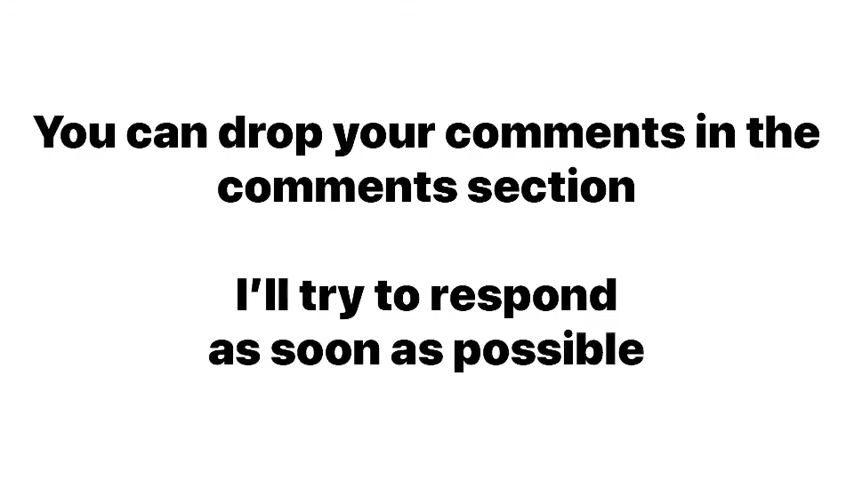 You can drop your comments in the
comments section
I’ll try to respond
as soon as possible